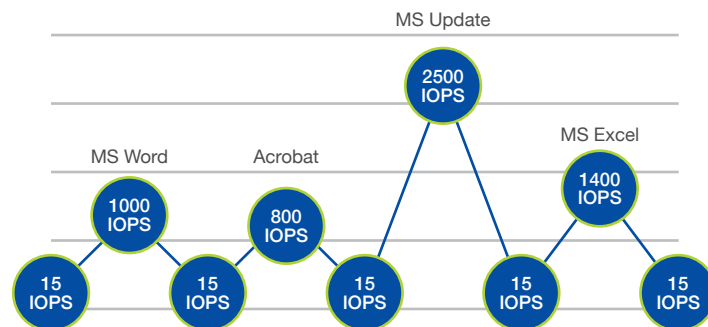 MS Update
2500
IOPS
MS Excel
MS Word
Acrobat
1400
IOPS
1000
IOPS
800
IOPS
15
IOPS
15
IOPS
15
IOPS
15
IOPS
15
IOPS